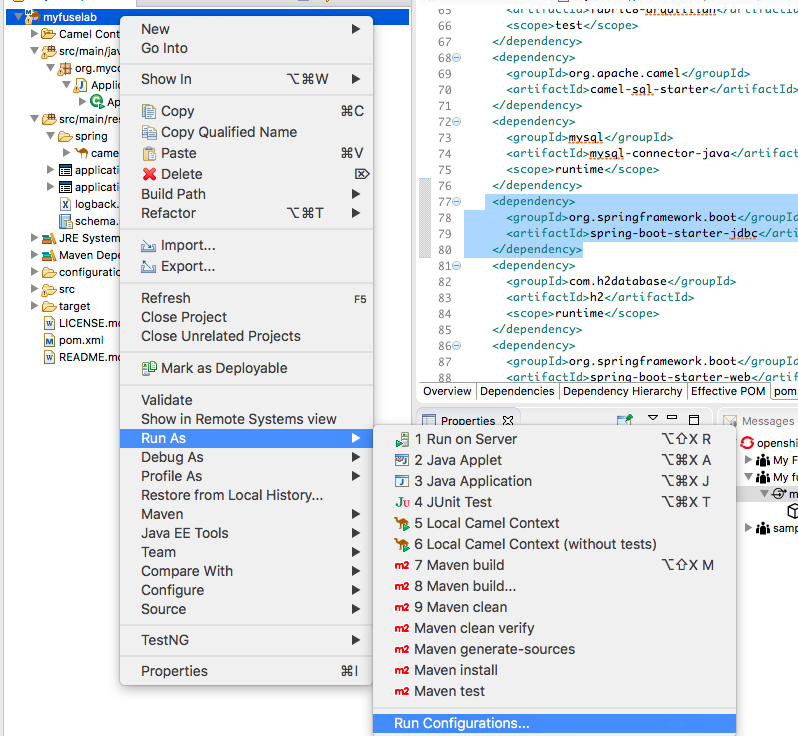 myfuselab
Camel Cont
src/main/jav
org.myco
Applic
Ap
src/main/res
spring
came
applicati
applicati
logback.
schema.
JRE System
Maven Depe
configuratio
src
target
LICENSE.md
pom.xml
README.md
New
Go Into
Show In ⌥⌘W
Copy ⌘C
Copy Qualified Name
Paste ⌘V
Delete ⌦
Build Path
Refactor ⌥⌘T
Import...
Export...
Refresh F5
Close Project
Close Unrelated Projects
Mark as Deployable
Validate
Show in Remote Systems view
Run As
Debug As
Profile As
Restore from Local History...
Maven
Java EE Tools
Team
Compare With
Configure
Source
TestNG
Properties ⌘I
1 Run on Server ⌥⇧X R
2 Java Applet ⌥⌘X A
3 Java Application ⌥⌘X J
4 JUnit Test ⌥⌘X T
5 Local Camel Context
6 Local Camel Context (without tests)
m2 7 Maven build ⌥⇧X M
m2 8 Maven build...
m2 9 Maven clean
m2 Maven clean verify
m2 Maven generate-sources
m2 Maven install
m2 Maven test
Run Configurations...
65 <artifactId>fabric8-arquillian</artifactId>
66 <scope>test</scope>
67 </dependency>
68 <dependency>
69 <groupId>org.apache.camel</groupId>
70 <artifactId>camel-sql-starter</artifactId>
71 </dependency>
72 <dependency>
73 <groupId>mysql</groupId>
74 <artifactId>mysql-connector-java</artifact
75 <scope>runtime</scope>
76 </dependency>
77 <dependency>
78 <groupId>org.springframework.boot</groupId
79 <artifactId>spring-boot-starter-jdbc</arti
80 </dependency>
81 <dependency>
82 <groupId>com.h2database</groupId>
83 <artifactId>h2</artifactId>
84 <scope>runtime</scope>
85 </dependency>
86 <dependency>
87 <groupId>org.springframework.boot</groupId
88 <artifactId>spring-boot-starter-web</artif
Overview Dependencies Dependency Hierarchy Effective POM pom
Properties
Messages
openshi
My F
My fu
m
samp